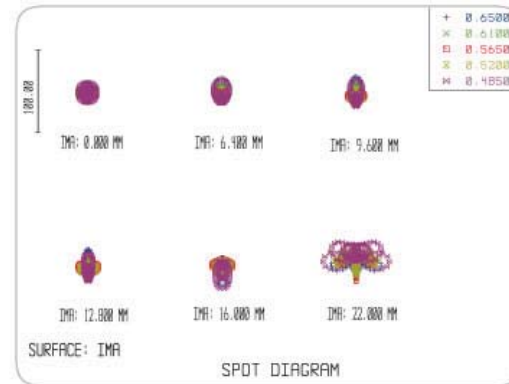 + 0.6500
× 0.6100
0.5650
0.5200
0.4850
100.00
IMA: 0.000 MM
IMA: 6.400 MM
IMA: 9.600 MM
IMA: 12.800 MM
IMA: 16.000 MM
IMA: 22.000 MM
SURFACE: IMA
SPOT DIAGRAM